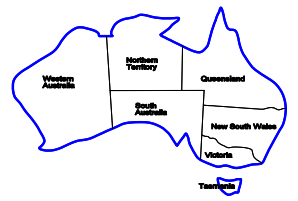 Northern
Territory
Western
Australia
Queensland
South
Australia
New South Wales
Victoria
Tasmania